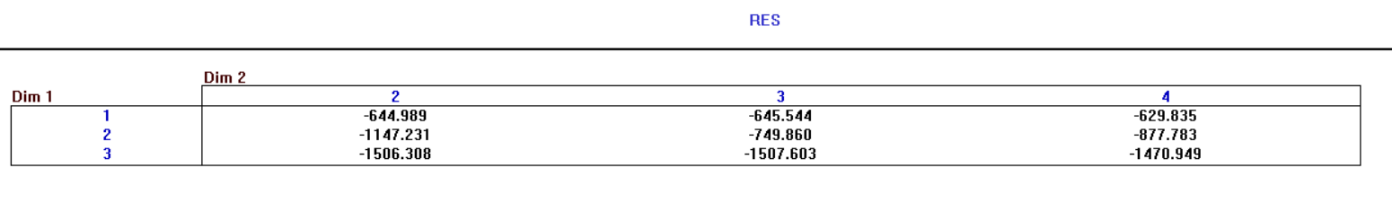 RES
Dim 2
Dim 1 2 3 4
1 -644.989 -645.544 -629.835
2 -1147.231 -749.860 -877.783
3 -1506.308 -1507.603 -1470.949